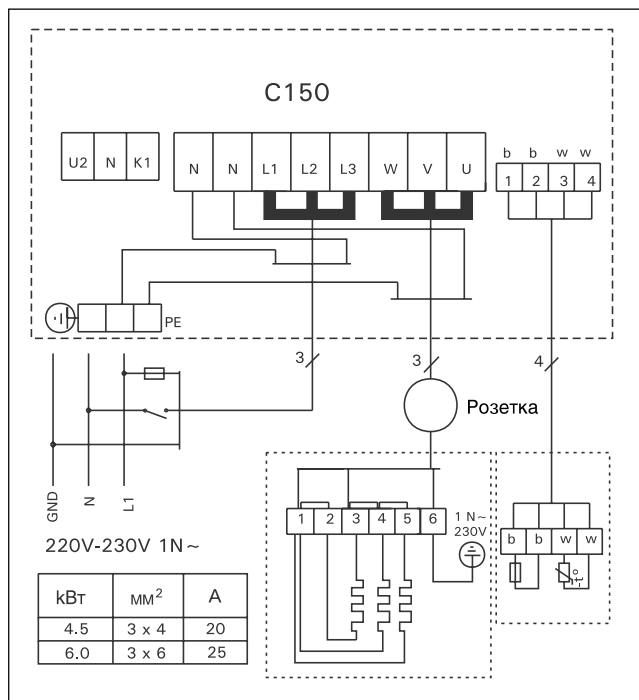 C150
U2 N K1
N N L1 L2 L3 W V U
b b w w
1 2 3 4
PE
3 3 4
Розетка
GND N L1
220V-230V 1N~
1 N~
230V
1 2 3 4 5 6
b b w w
-t°
кВт мм² А
4.5 3 x 4 20
6.0 3 x 6 25